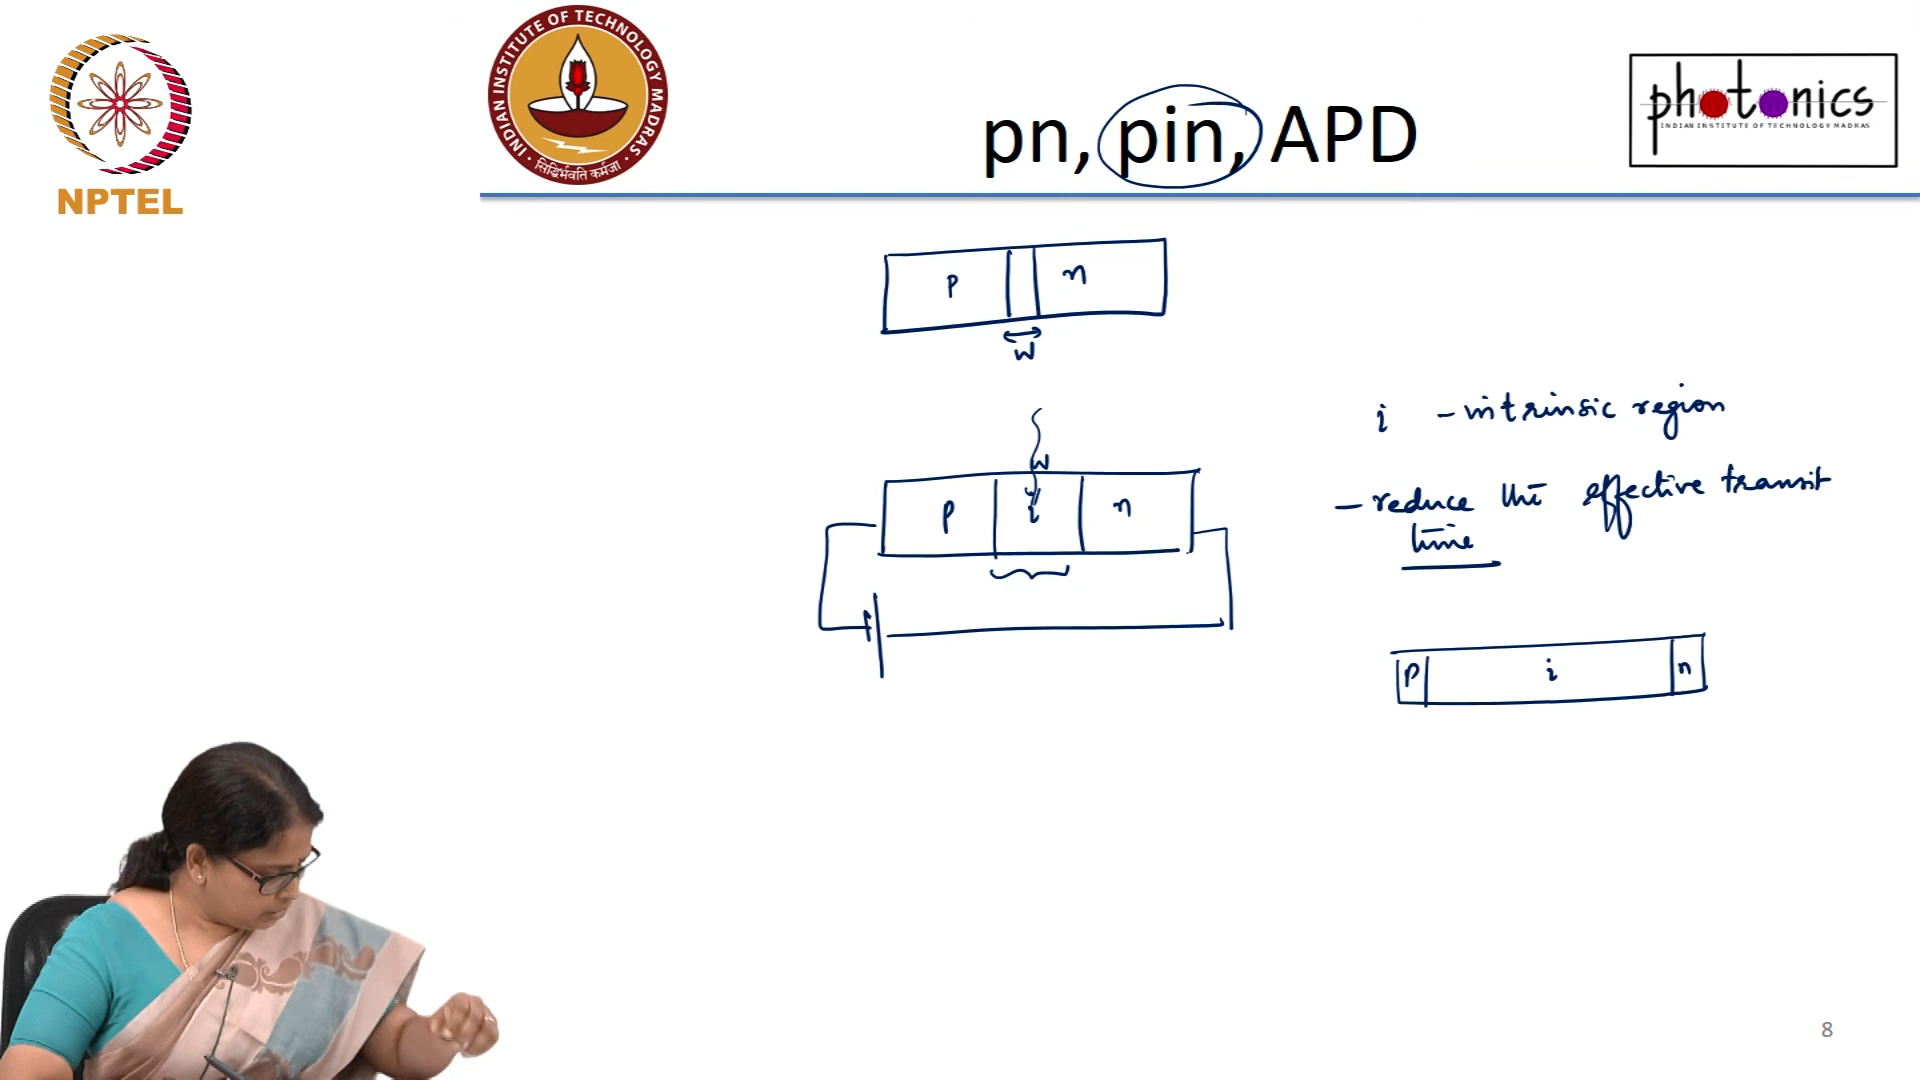 NPTEL
INDIAN INSTITUTE OF TECHNOLOGY MADRAS
सिद्धिर्भवति कर्मजा
pn, pin, APD
photonics
INDIAN INSTITUTE OF TECHNOLOGY MADRAS
p n
W
i - intrinsic region
W
p i n
- reduce the effective transit
time
p i n
8